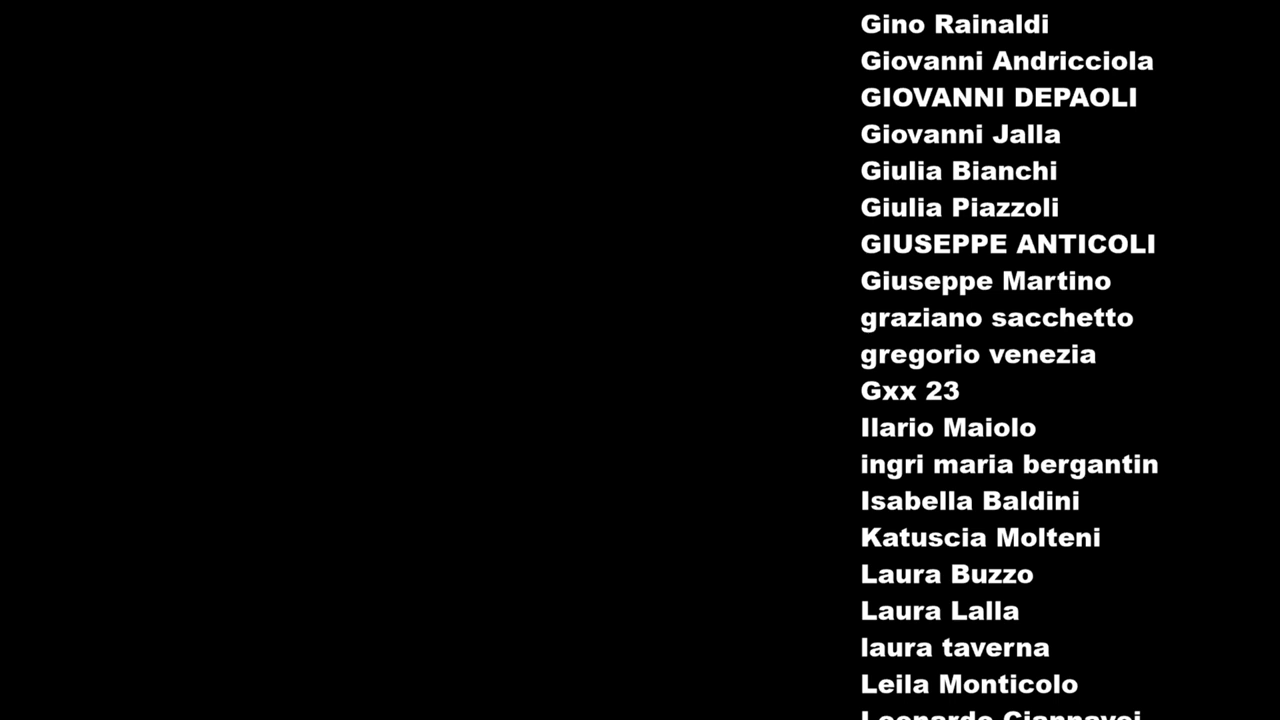 Gino Rainaldi
Giovanni Andricciola
GIOVANNI DEPAOLI
Giovanni Jalla
Giulia Bianchi
Giulia Piazzoli
GIUSEPPE ANTICOLI
Giuseppe Martino
graziano sacchetto
gregorio venezia
Gxx 23
Ilario Maiolo
ingri maria bergantin
Isabella Baldini
Katuscia Molteni
Laura Buzzo
Laura Lalla
laura taverna
Leila Monticolo
Leonardo